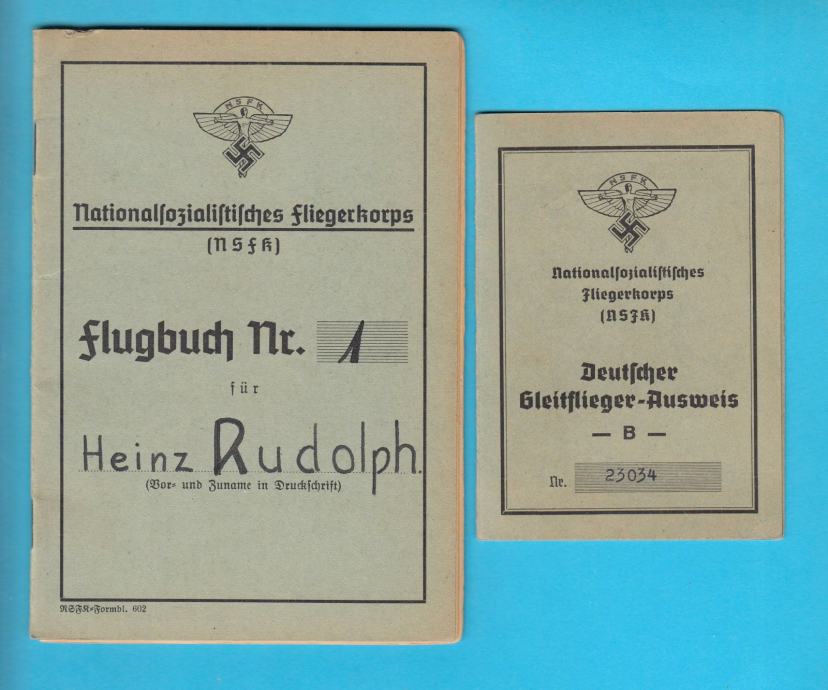 NSFK
Nationalsozialistisches Fliegerkorps
(NSFK)
Flugbuch Nr. 1
für
Heinz Rudolph.
(Vor- und Zuname in Druckschrift)
NSFK-Formbl. 602
NSFK
Nationalsozialistisches
Fliegerkorps
(NSFK)
Deutscher
Gleitflieger-Ausweis
— B —
Nr. 23034